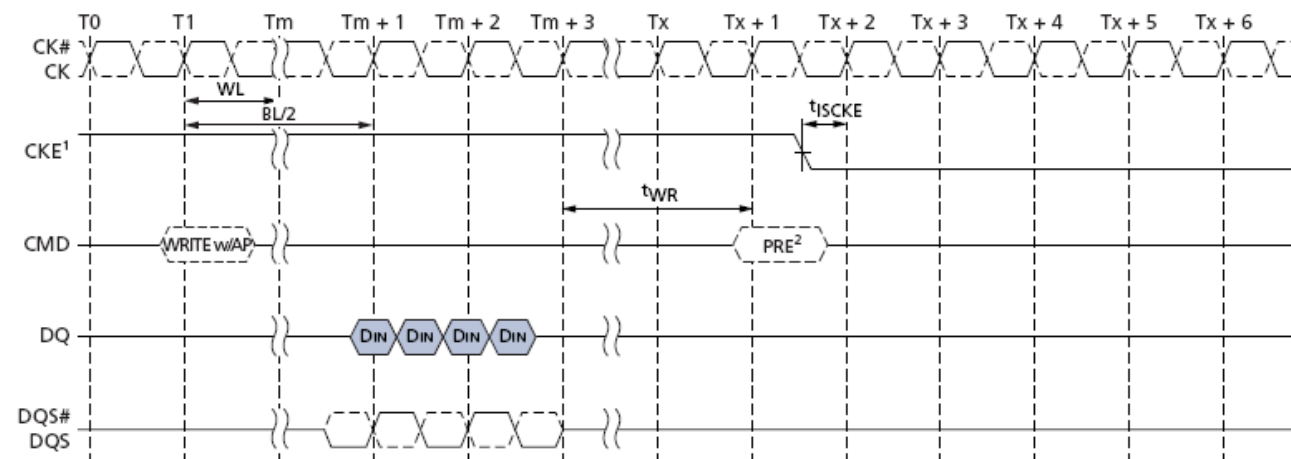 T0 T1 Tm Tm + 1 Tm + 2 Tm + 3 Tx Tx + 1 Tx + 2 Tx + 3 Tx + 4 Tx + 5 Tx + 6
CK#
CK
WL
BL/2
tISCKE
CKE1
tWR
CMD WRITE w/AP PRE2
DQ DIN DIN DIN DIN
DQS#
DQS